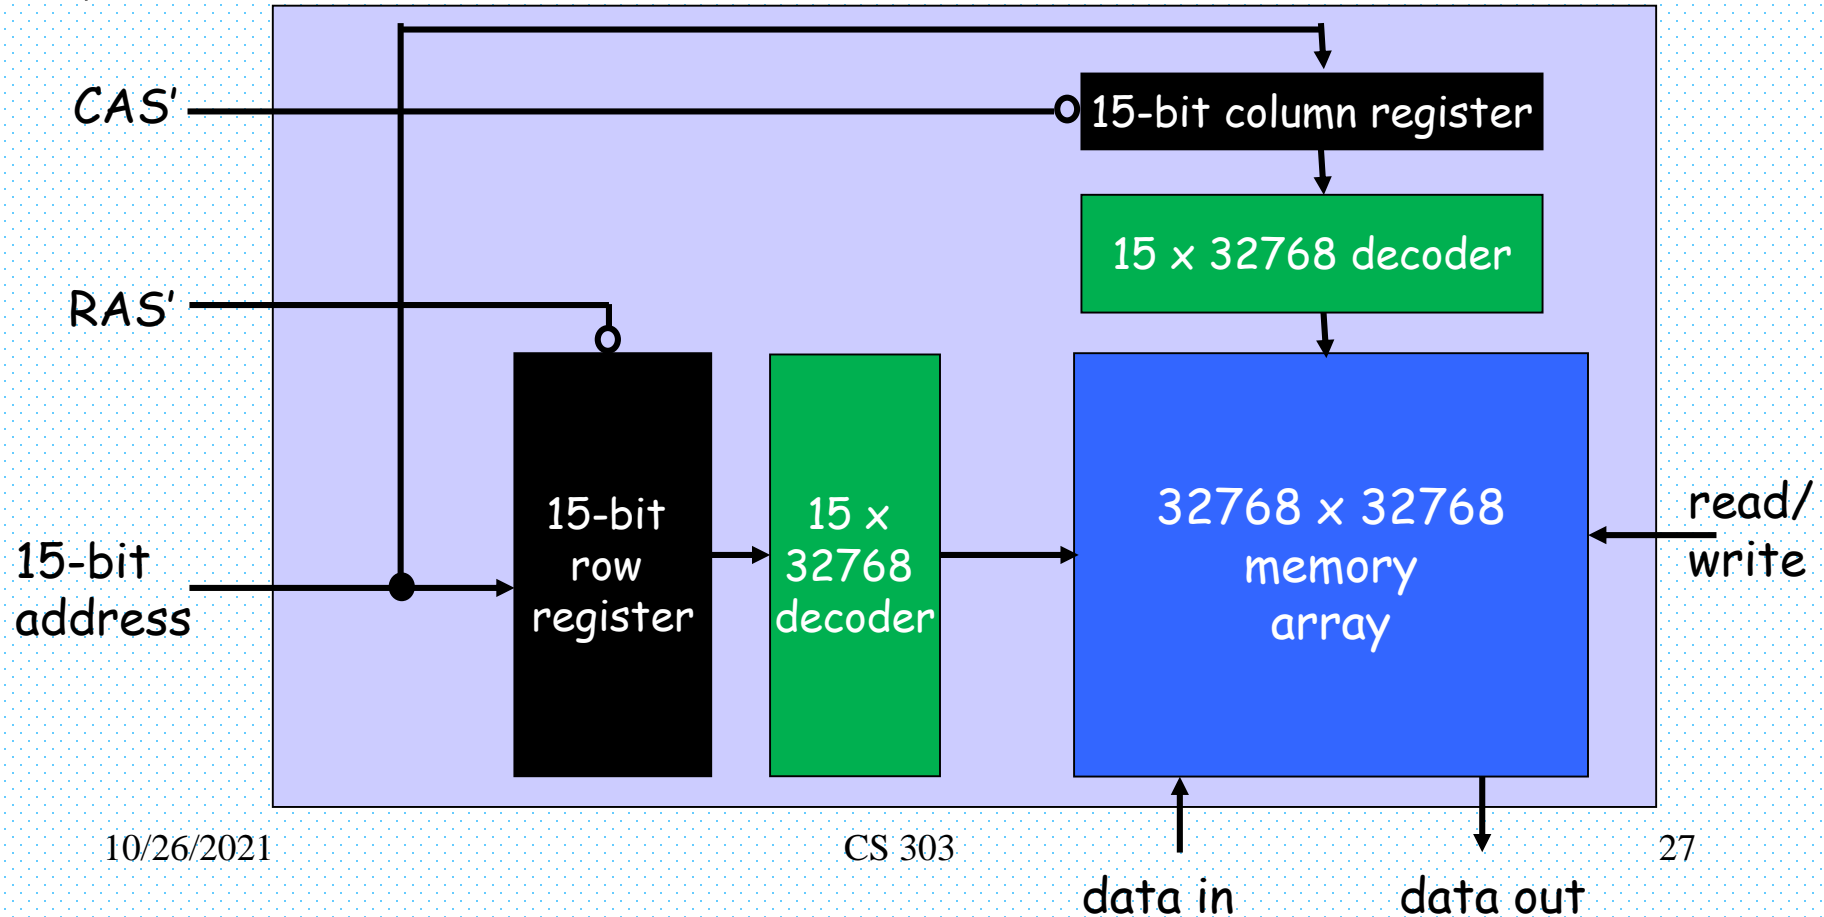 CAS'
15-bit column register
15 x 32768 decoder
RAS'
15-bit
address
15-bit
row
register
15 x
32768
decoder
32768 x 32768
memory
array
read/
write
10/26/2021
CS 303
27
data in
data out